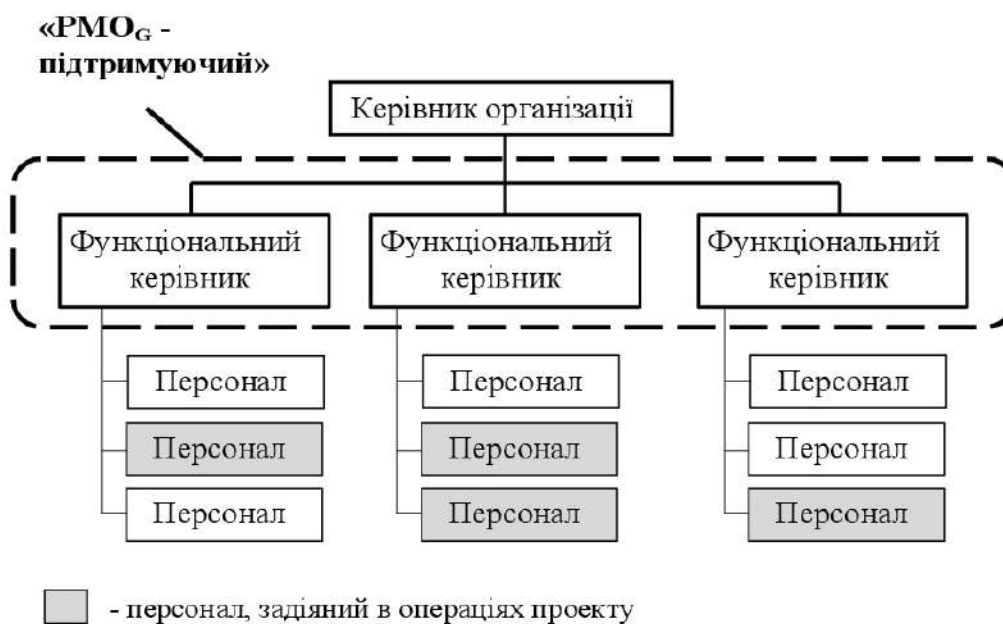 «PMOG -
підтримуючий»
Керівник організації
Функціональний
керівник
Функціональний
керівник
Функціональний
керівник
Персонал
Персонал
Персонал
Персонал
Персонал
Персонал
Персонал
Персонал
Персонал
- персонал, задіяний в операціях проекту